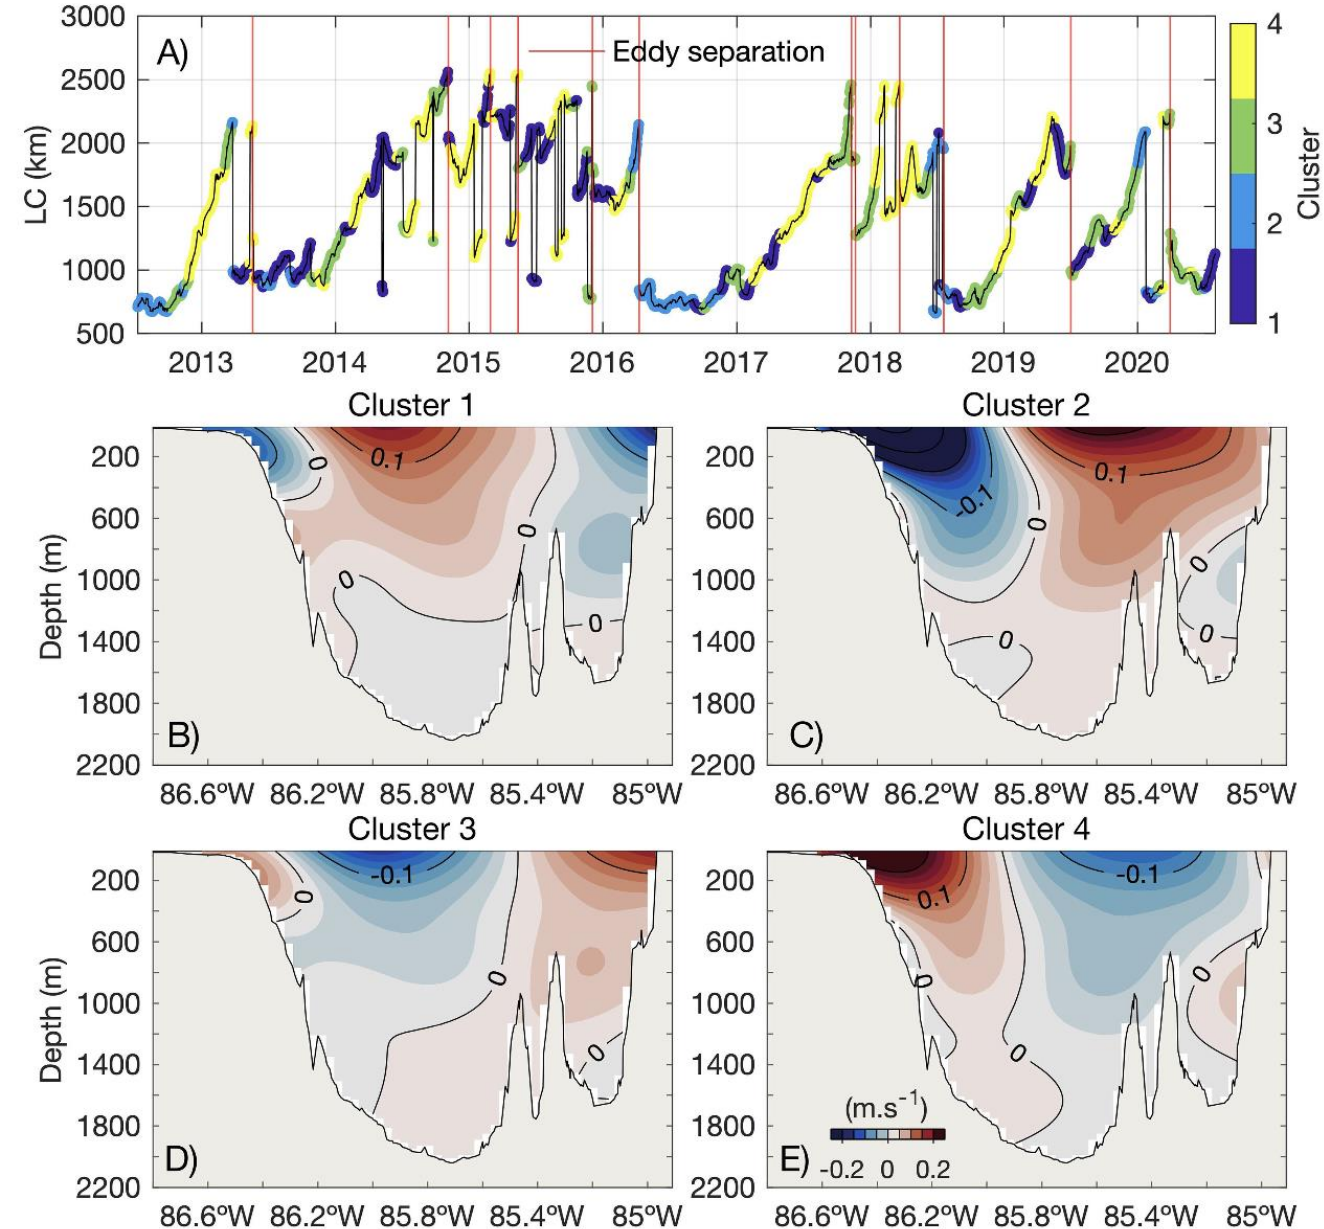 A)
Eddy separation
LC (km)
3000
2500
2000
1500
1000
500
2013 2014 2015 2016 2017 2018 2019 2020
4
3
2
1
Cluster
Cluster 1
Depth (m)
200
600
1000
1400
1800
2200
0
0.1
0
0
0
B)
86.6°W 86.2°W 85.8°W 85.4°W 85°W
Cluster 2
200
600
1000
1400
1800
2200
-0.1
0
0.1
0
0
0
C)
86.6°W 86.2°W 85.8°W 85.4°W 85°W
Cluster 3
Depth (m)
200
600
1000
1400
1800
2200
0
-0.1
0
0
D)
86.6°W 86.2°W 85.8°W 85.4°W 85°W
Cluster 4
200
600
1000
1400
1800
2200
0.1
-0.1
0
0
0
(m.s⁻¹)
-0.2 0 0.2
E)
86.6°W 86.2°W 85.8°W 85.4°W 85°W